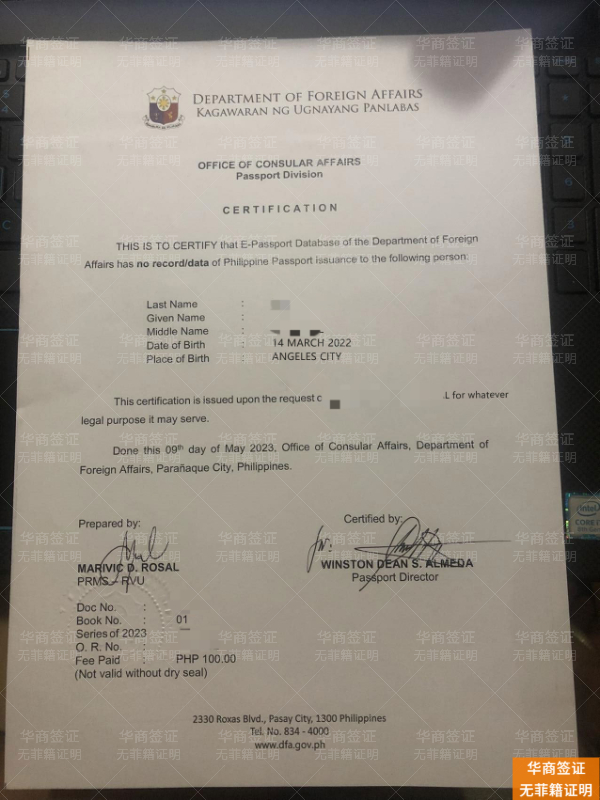 DEPARTMENT OF FOREIGN AFFAIRS
KAGAWARAN NG UGNAYANG PANLABAS
OFFICE OF CONSULAR AFFAIRS
Passport Division
CERTIFICATION
THIS IS TO CERTIFY that E-Passport Database of the Department of Foreign
Affairs has no record/data of Philippine Passport issuance to the following person:
Last Name :
Given Name :
Middle Name :
Date of Birth : 14 MARCH 2022
Place of Birth : ANGELES CITY
This certification is issued upon the request L for whatever
legal purpose it may serve.
Done this 09th day of May 2023, Office of Consular Affairs, Department of
Foreign Affairs, Parañaque City, Philippines.
Prepared by:
Certified by:
MARIVIC D. ROSAL
PRMS – RVU
WINSTON DEAN S. ALMEDA
Passport Director
Doc No. :
Book No. : 01
Series of 2023
O. R. No. :
Fee Paid : PHP 100.00
(Not valid without dry seal)
2330 Roxas Blvd., Pasay City, 1300 Philippines
Tel. No. 834 - 4000
www.dfa.gov.ph
intel
CORE
华商签证
无菲籍证明